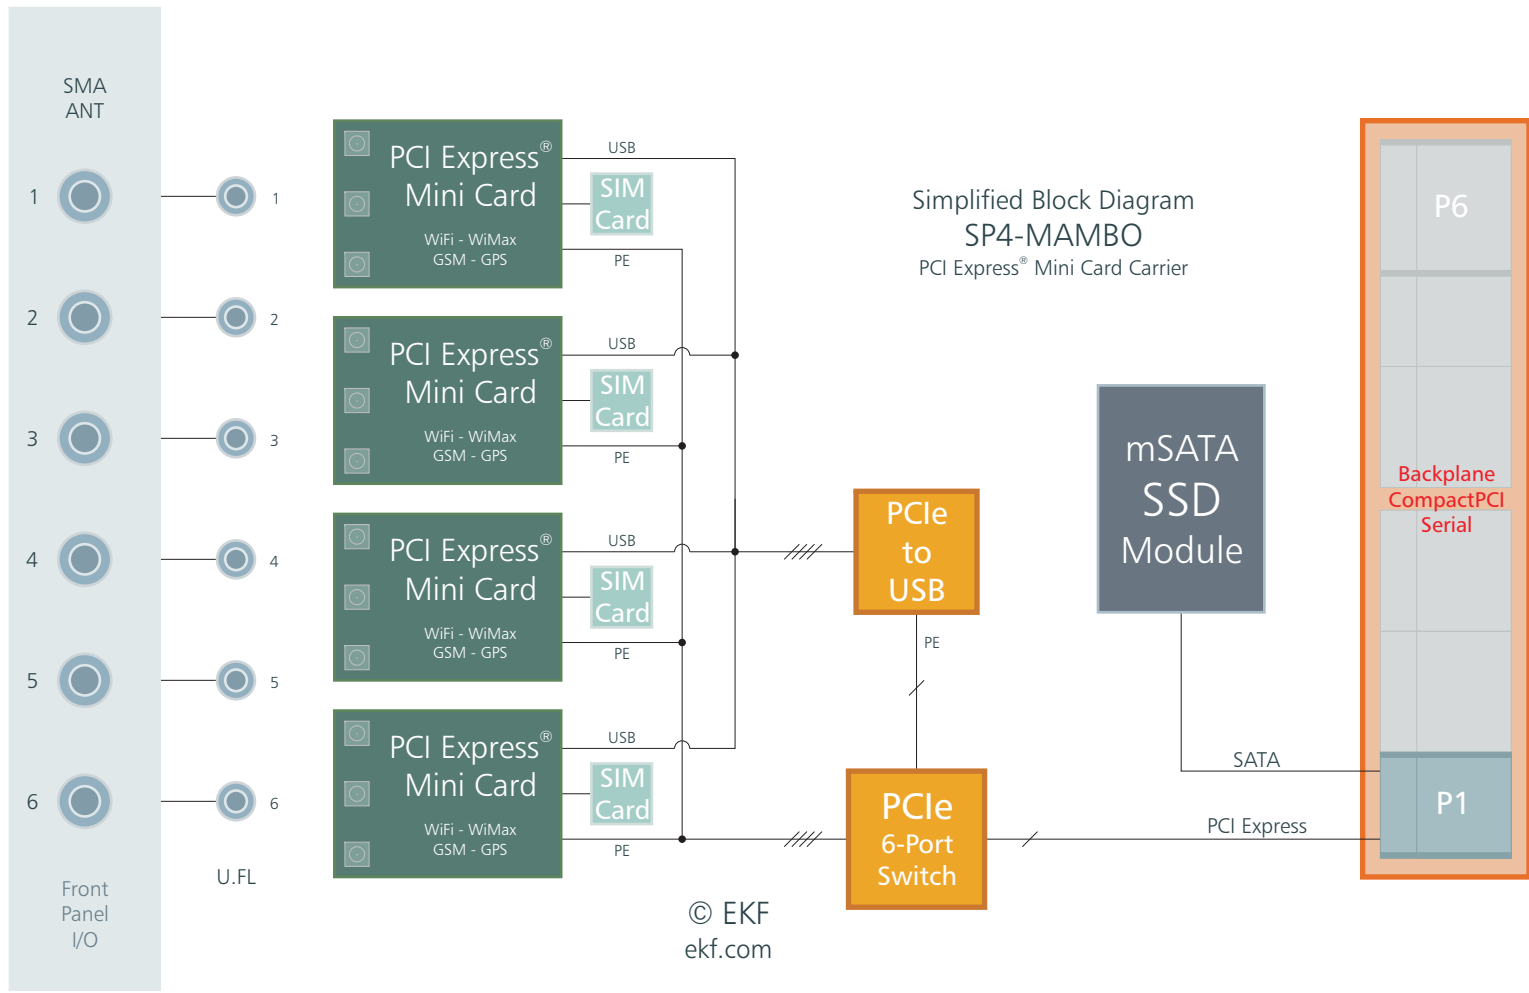 SMA
ANT
1
2
3
4
5
6
Front
Panel
I/O
1
2
3
4
5
6
U.FL
PCI Express®
Mini Card
WiFi - WiMax
GSM - GPS
USB
SIM
Card
PE
PCI Express®
Mini Card
WiFi - WiMax
GSM - GPS
USB
SIM
Card
PE
PCI Express®
Mini Card
WiFi - WiMax
GSM - GPS
USB
SIM
Card
PE
PCI Express®
Mini Card
WiFi - WiMax
GSM - GPS
USB
SIM
Card
PE
Simplified Block Diagram
SP4-MAMBO
PCI Express® Mini Card Carrier
PCIe
to
USB
PE
PCIe
6-Port
Switch
mSATA
SSD
Module
SATA
PCI Express
P6
Backplane
CompactPCI
Serial
P1
© EKF
ekf.com